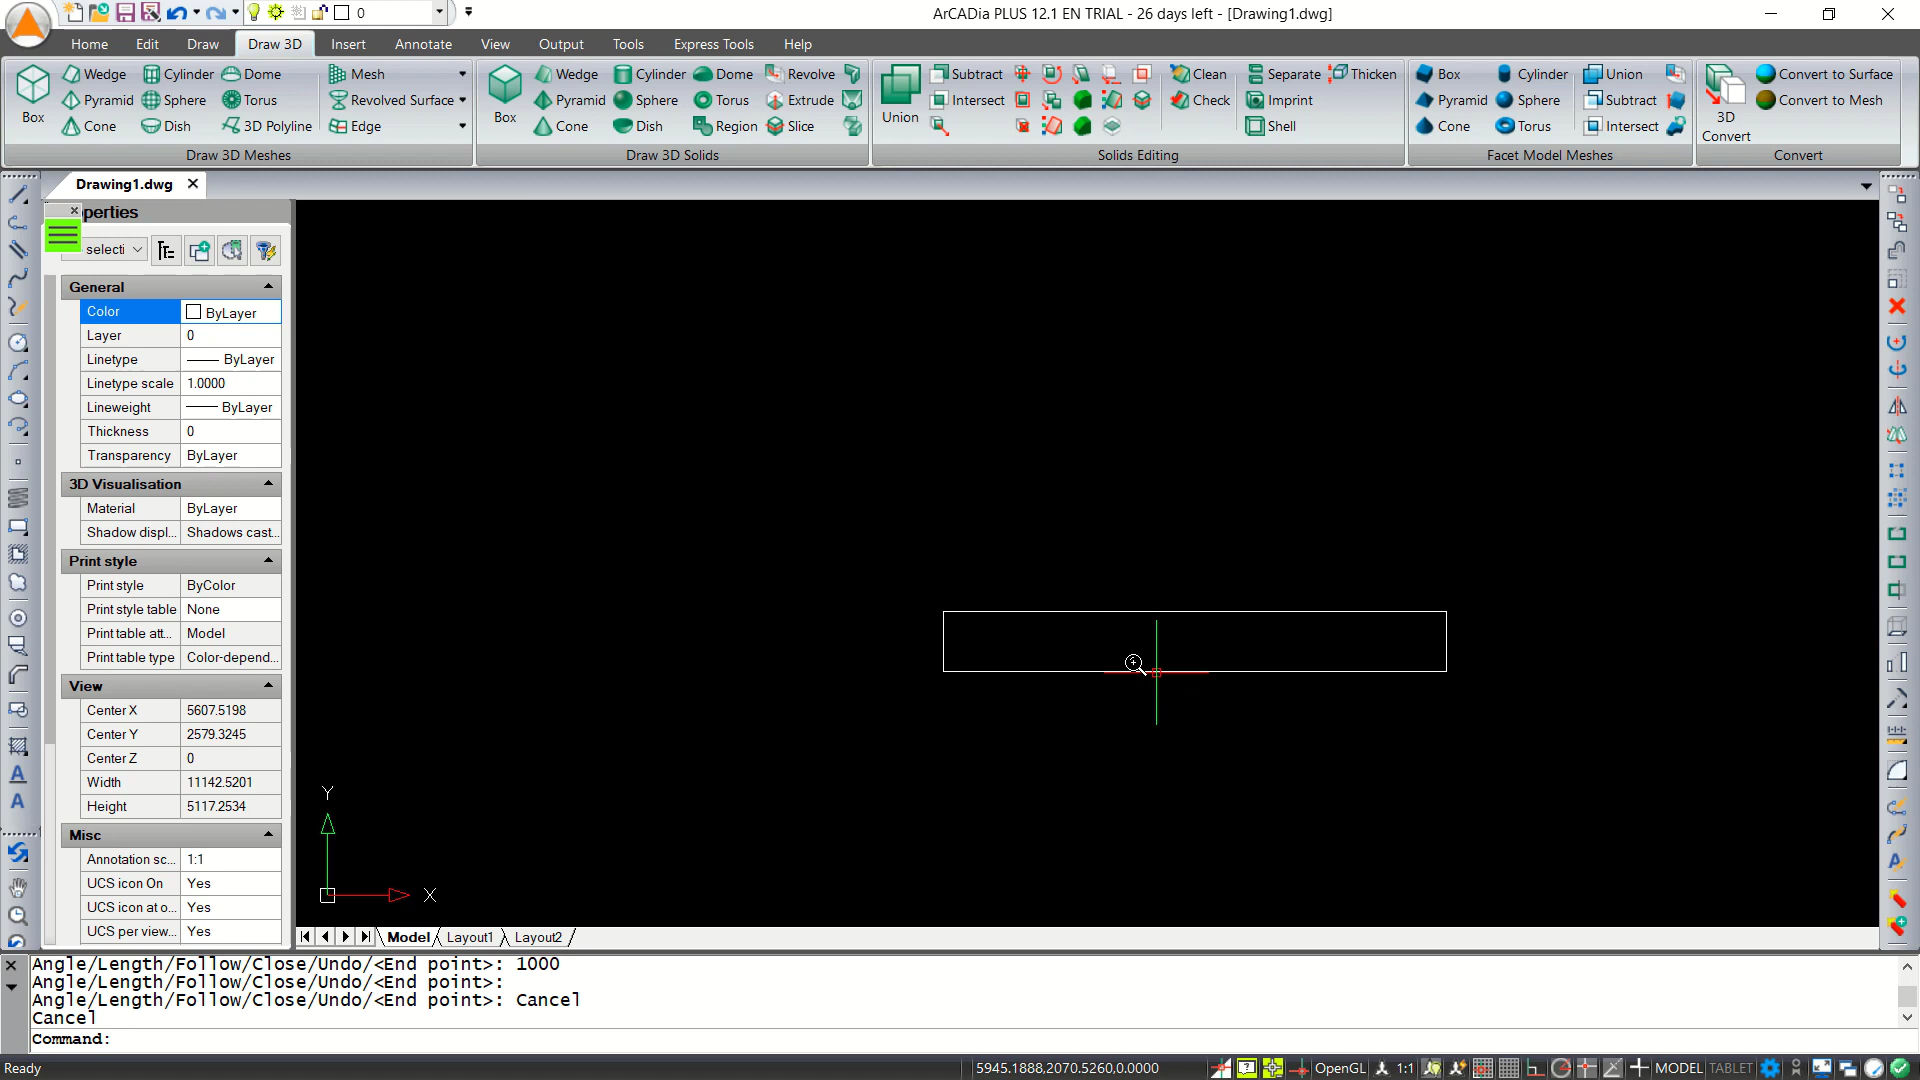 0
ArCADia PLUS 12.1 EN TRIAL - 26 days left - [Drawing1.dwg]
Home Edit Draw Draw 3D Insert Annotate View Output Tools Express Tools Help
Box
Wedge Cylinder Dome
Pyramid Sphere Torus
Cone Dish 3D Polyline
Mesh
Revolved Surface
Edge
Draw 3D Meshes
Box
Wedge Cylinder Dome Revolve
Pyramid Sphere Torus Extrude
Cone Dish Region Slice
Draw 3D Solids
Union
Subtract
Intersect
Clean
Check
Separate Thicken
Imprint
Shell
Solids Editing
Box Cylinder Union
Pyramid Sphere Subtract
Cone Torus Intersect
Facet Model Meshes
3D
Convert
Convert to Surface
Convert to Mesh
Convert
Drawing1.dwg
perties
selecti
General
Color ByLayer
Layer 0
Linetype ByLayer
Linetype scale 1.0000
Lineweight ByLayer
Thickness 0
Transparency ByLayer
3D Visualisation
Material ByLayer
Shadow displ... Shadows cast...
Print style
Print style ByColor
Print style table None
Print table att... Model
Print table type Color-depend...
View
Center X 5607.5198
Center Y 2579.3245
Center Z 0
Width 11142.5201
Height 5117.2534
Misc
Annotation sc... 1:1
UCS icon On Yes
UCS icon at o... Yes
UCS per view... Yes
Y
X
Model Layout1 Layout2
Angle/Length/Follow/Close/Undo/<End point>: 1000
Angle/Length/Follow/Close/Undo/<End point>:
Angle/Length/Follow/Close/Undo/<End point>: Cancel
Cancel
Command:
Ready
5945.1888,2070.5260,0.0000
OpenGL
1:1
MODEL
TABLET